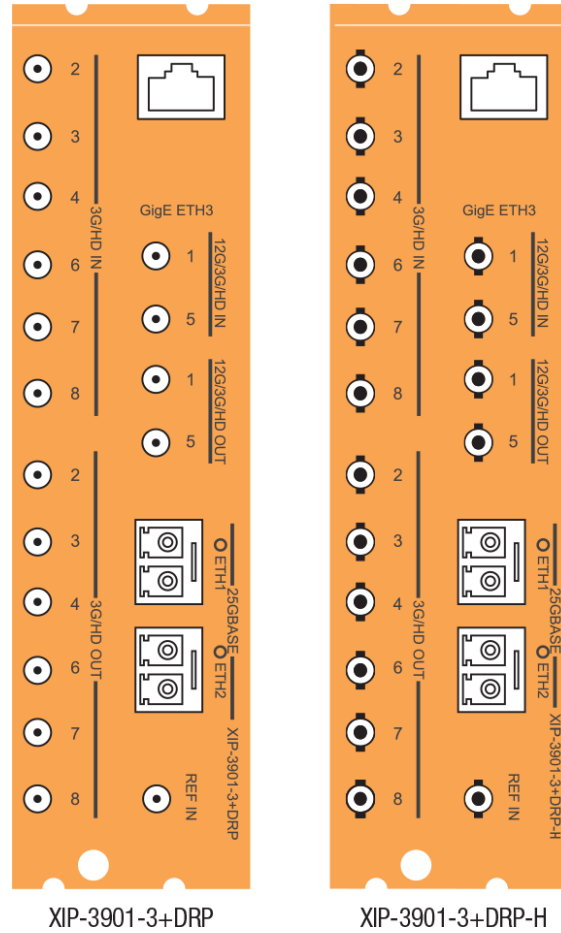 2
3
4
3G/HD IN
6
7
8
2
3
4
3G/HD OUT
6
7
8
GigE ETH3
1
5
12G/3G/HD IN
1
5
12G/3G/HD OUT
ETH1
25GBASE
ETH2
REF IN
XIP-3901-3+DRP
XIP-3901-3+DRP
2
3
4
3G/HD IN
6
7
8
2
3
4
3G/HD OUT
6
7
8
GigE ETH3
1
5
12G/3G/HD IN
1
5
12G/3G/HD OUT
ETH1
25GBASE
ETH2
REF IN
XIP-3901-3+DRP-H
XIP-3901-3+DRP-H